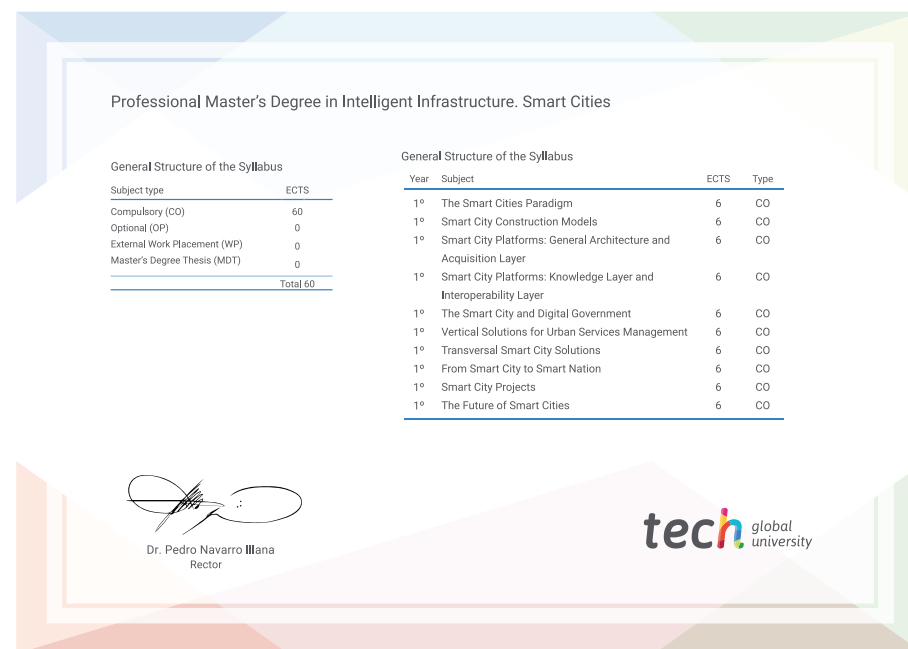 Professional Master’s Degree in Intelligent Infrastructure. Smart Cities
General Structure of the Syllabus
Subject type ECTS
Compulsory (CO) 60
Optional (OP) 0
External Work Placement (WP) 0
Master’s Degree Thesis (MDT) 0
Total 60
General Structure of the Syllabus
Year Subject ECTS Type
1º The Smart Cities Paradigm 6 CO
1º Smart City Construction Models 6 CO
1º Smart City Platforms: General Architecture and 6 CO
Acquisition Layer
1º Smart City Platforms: Knowledge Layer and 6 CO
Interoperability Layer
1º The Smart City and Digital Government 6 CO
1º Vertical Solutions for Urban Services Management 6 CO
1º Transversal Smart City Solutions 6 CO
1º From Smart City to Smart Nation 6 CO
1º Smart City Projects 6 CO
1º The Future of Smart Cities 6 CO
Dr. Pedro Navarro Illana
Rector
tech global
university